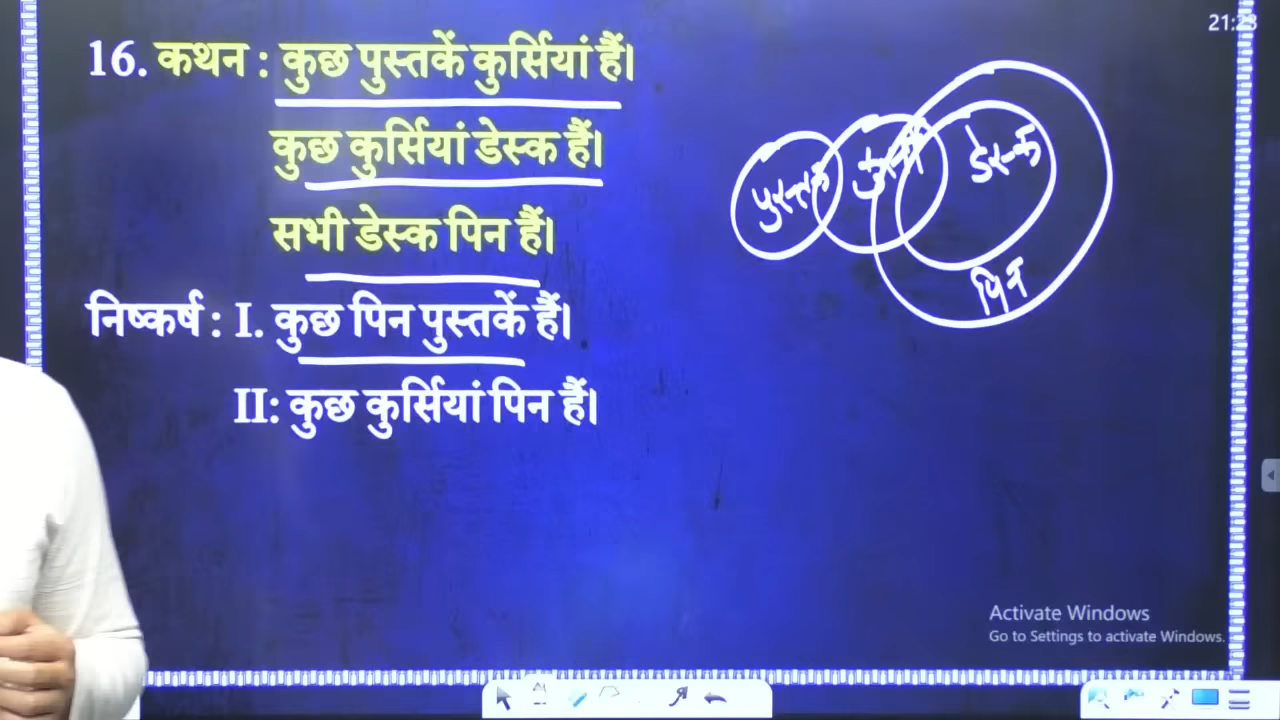 21:23
16. कथन : कुछ पुस्तकें कुर्सियां हैं।
कुछ कुर्सियां डेस्क हैं।
सभी डेस्क पिन हैं।
निष्कर्ष : I. कुछ पिन पुस्तकें हैं।
II: कुछ कुर्सियां पिन हैं।
पुस्तक
कुर्सी
डेस्क
पिन
Activate Windows
Go to Settings to activate Windows.